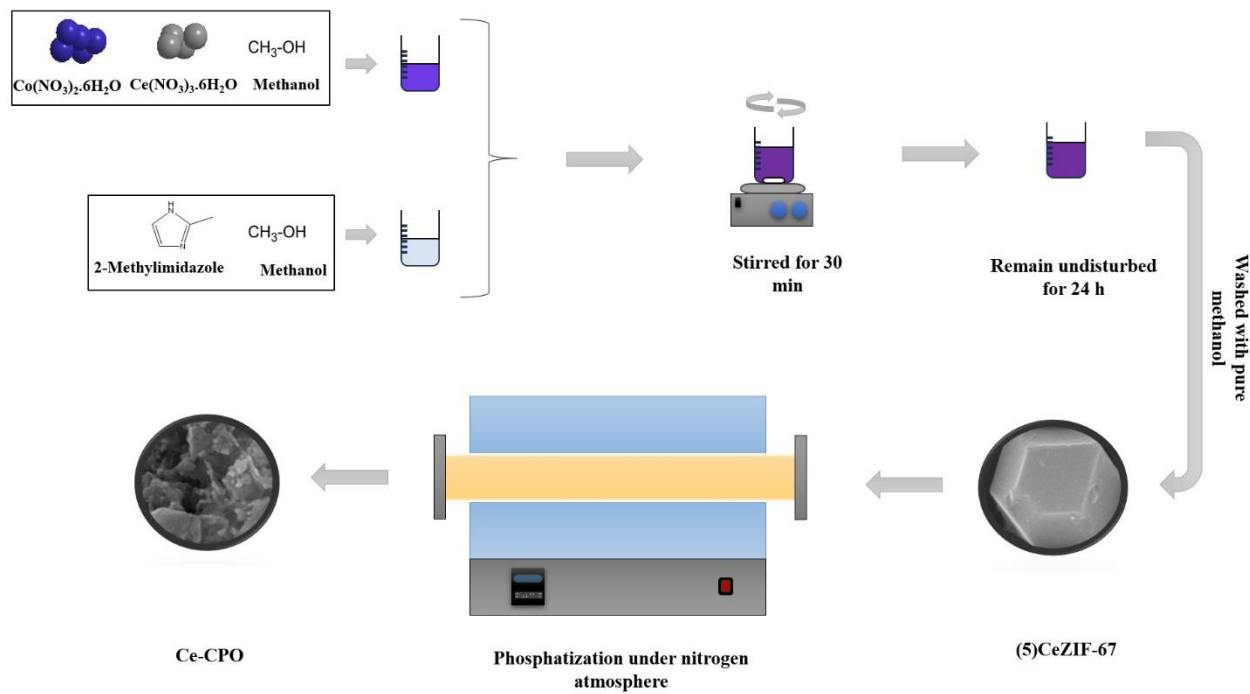 CH₃-OH
Co(NO₃)₂.6H₂O Ce(NO₃)₃.6H₂O Methanol
H
N
N
CH₃-OH
2-Methylimidazole Methanol
Stirred for 30
min
Remain undisturbed
for 24 h
Washed with pure
methanol
Ce-CPO
Phosphatization under nitrogen
atmosphere
(5)CeZIF-67